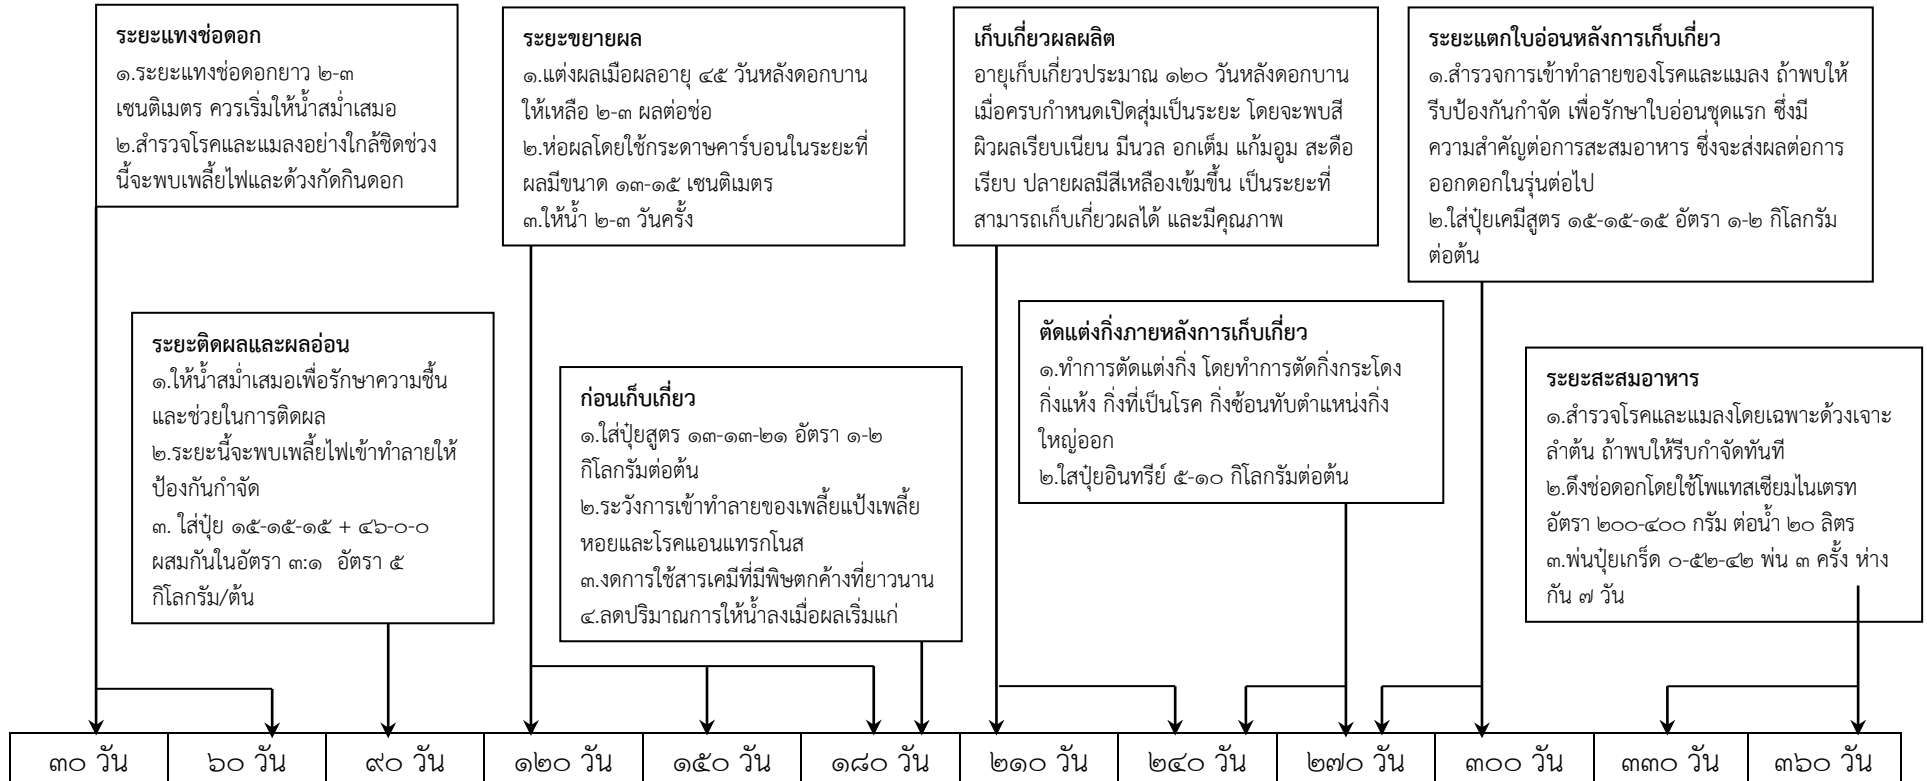 ระยะแทงช่อดอก
๑.ระยะแทงช่อดอกยาว ๒-๓
เซนติเมตร ควรเริ่มให้น้ำสม่ำเสมอ
๒.สำรวจโรคและแมลงอย่างใกล้ชิดช่วง
นี้จะพบเพลี้ยไฟและด้วงกัดกินดอก
ระยะขยายผล
๑.แต่งผลเมื่อผลอายุ ๔๕ วันหลังดอกบาน
ให้เหลือ ๒-๓ ผลต่อช่อ
๒.ห่อผลโดยใช้กระดาษคาร์บอนในระยะที่
ผลมีขนาด ๑๓-๑๕ เซนติเมตร
๓.ให้น้ำ ๒-๓ วันครั้ง
เก็บเกี่ยวผลผลิต
อายุเก็บเกี่ยวประมาณ ๑๒๐ วันหลังดอกบาน
เมื่อครบกำหนดเปิดสุ่มเป็นระยะ โดยจะพบสี
ผิวผลเรียบเนียน มีนวล อกเต็ม แก้มอูม สะดือ
เรียบ ปลายผลมีสีเหลืองเข้มขึ้น เป็นระยะที่
สามารถเก็บเกี่ยวผลได้ และมีคุณภาพ
ระยะแตกใบอ่อนหลังการเก็บเกี่ยว
๑.สำรวจการเข้าทำลายของโรคและแมลง ถ้าพบให้
รีบป้องกันกำจัด เพื่อรักษาใบอ่อนชุดแรก ซึ่งมี
ความสำคัญต่อการสะสมอาหาร ซึ่งจะส่งผลต่อการ
ออกดอกในรุ่นต่อไป
๒.ใส่ปุ๋ยเคมีสูตร ๑๕-๑๕-๑๕ อัตรา ๑-๒ กิโลกรัม
ต่อต้น
ระยะติดผลและผลอ่อน
๑.ให้น้ำสม่ำเสมอเพื่อรักษาความชื้น
และช่วยในการติดผล
๒.ระยะนี้จะพบเพลี้ยไฟเข้าทำลายให้
ป้องกันกำจัด
๓. ใส่ปุ๋ย ๑๕-๑๕-๑๕ + ๔๖-๐-๐
ผสมกันในอัตรา ๓:๑ อัตรา ๕
กิโลกรัม/ต้น
ก่อนเก็บเกี่ยว
๑.ใส่ปุ๋ยสูตร ๑๓-๑๓-๒๑ อัตรา ๑-๒
กิโลกรัมต่อต้น
๒.ระวังการเข้าทำลายของเพลี้ยแป้งเพลี้ย
หอยและโรคแอนแทรกโนส
๓.งดการใช้สารเคมีที่มีพิษตกค้างที่ยาวนาน
๔.ลดปริมาณการให้น้ำลงเมื่อผลเริ่มแก่
ตัดแต่งกิ่งภายหลังการเก็บเกี่ยว
๑.ทำการตัดแต่งกิ่ง โดยทำการตัดกิ่งกระโดง
กิ่งแห้ง กิ่งที่เป็นโรค กิ่งซ้อนทับตำแหน่งกิ่ง
ใหญ่ออก
๒.ใสปุ๋ยอินทรีย์ ๕-๑๐ กิโลกรัมต่อต้น
ระยะสะสมอาหาร
๑.สำรวจโรคและแมลงโดยเฉพาะด้วงเจาะ
ลำต้น ถ้าพบให้รีบกำจัดทันที
๒.ดึงช่อดอกโดยใช้โพแทสเซียมไนเตรท
อัตรา ๒๐๐-๔๐๐ กรัม ต่อน้ำ ๒๐ ลิตร
๓.พ่นปุ๋ยเกร็ด ๐-๕๒-๔๒ พ่น ๓ ครั้ง ห่าง
กัน ๗ วัน
๓๐ วัน ๖๐ วัน ๙๐ วัน ๑๒๐ วัน ๑๕๐ วัน ๑๘๐ วัน ๒๑๐ วัน ๒๔๐ วัน ๒๗๐ วัน ๓๐๐ วัน ๓๓๐ วัน ๓๖๐ วัน